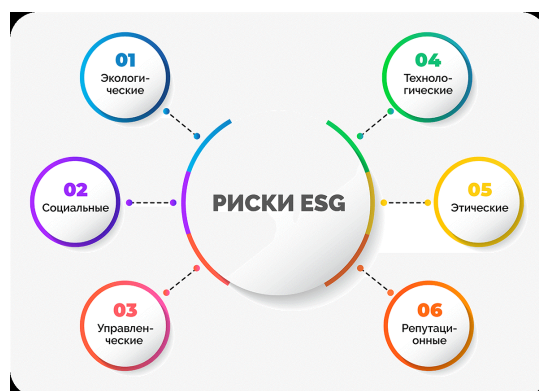 01
Экологи-
ческие
02
Социальные
03
Управлен-
ческие
РИСКИ ESG
04
Техноло-
гические
05
Этические
06
Репутаци-
онные